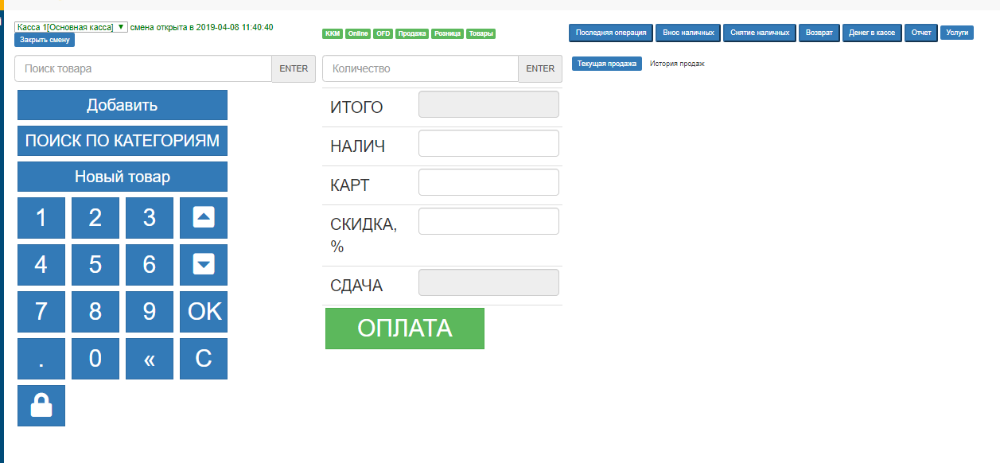 Касса 1[Основная касса] смена открыта в 2019-04-08 11:40:40
Закрыть смену
ККМ Online OFD Продажа Розница Товары
Последняя операция Внос наличных Снятие наличных Возврат Денег в кассе Отчет Услуги
Поиск товара ENTER
Количество ENTER
Текущая продажа История продаж
Добавить
ПОИСК ПО КАТЕГОРИЯМ
Новый товар
1 2 3
4 5 6
7 8 9 OK
. 0 « C
ИТОГО
НАЛИЧ
КАРТ
СКИДКА,
%
СДАЧА
ОПЛАТА